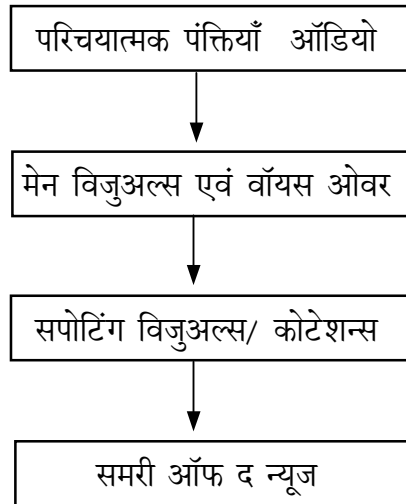 परिचयात्मक पंक्तियाँ ऑडियो
मेन विजुअल्स एवं वॉयस ओवर
सपोटिंग विजुअल्स/ कोटेशन्स
समरी ऑफ द न्यूज